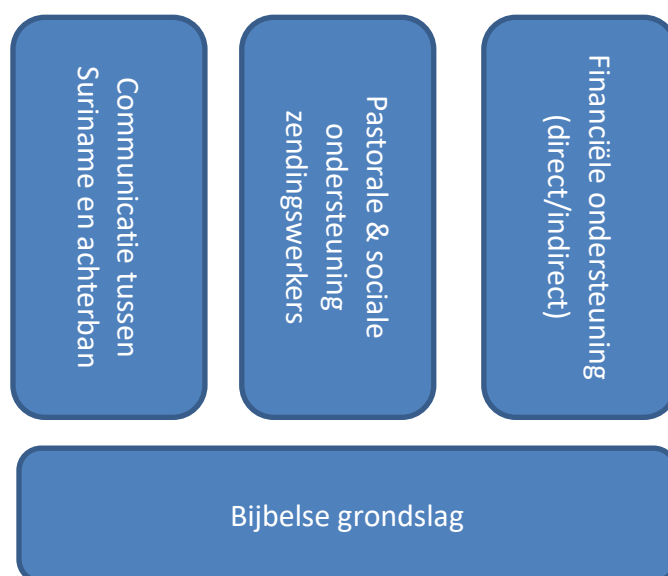 Communicatie tussen
Suriname en achterban
Pastorale & sociale
ondersteuning
zendingswerkers
Financiële ondersteuning
(direct/indirect)
Bijbelse grondslag